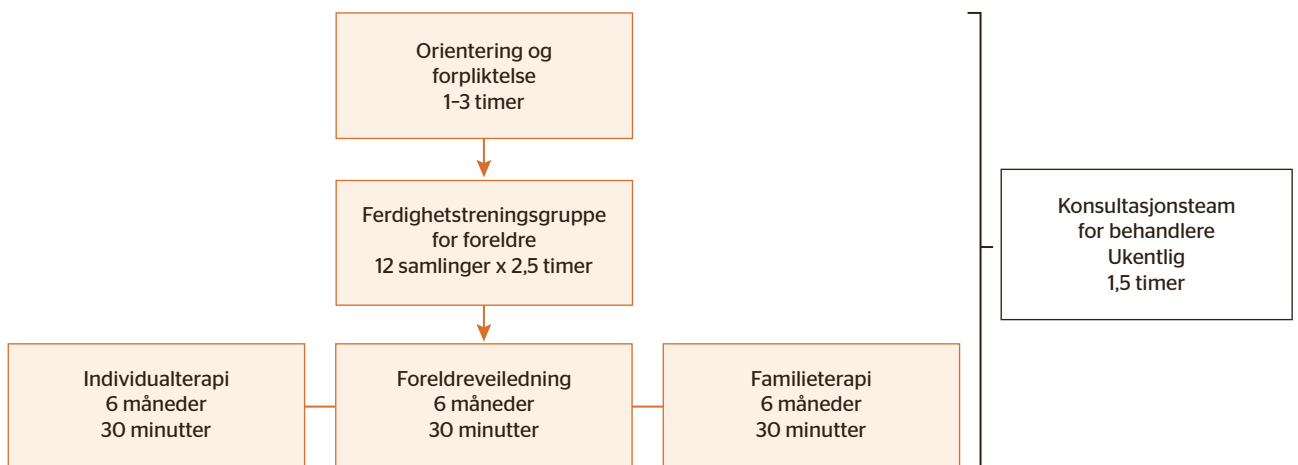 Orientering og
forpliktelse
1–3 timer
Ferdighetstreningsgruppe
for foreldre
12 samlinger x 2,5 timer
Konsultasjonsteam
for behandlere
Ukentlig
1,5 timer
Individualterapi
6 måneder
30 minutter
Foreldreveiledning
6 måneder
30 minutter
Familieterapi
6 måneder
30 minutter